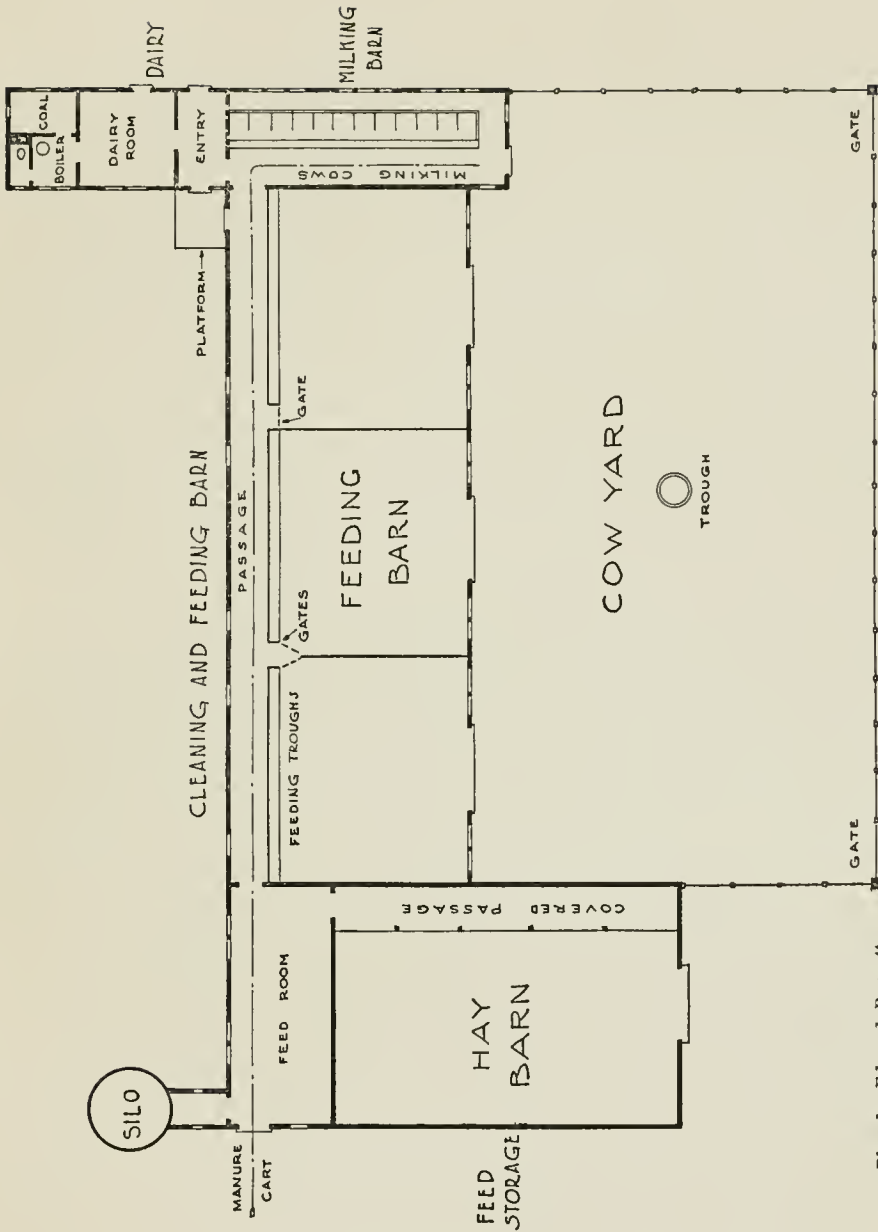 COAL
BOILER
DAIRY
ROOM
ENTRY
DAIRY
MILKING
BARN
MILKING COWS
PLATFORM
CLEANING AND FEEDING BARN
PASSAGE
GATE
GATES
FEEDING
BARN
FEEDING TROUGHS
COW YARD
TROUGH
GATE
GATE
SILO
MANURE
CART
FEED ROOM
COVERED PASSAGE
HAY
BARN
FEED
STORAGE